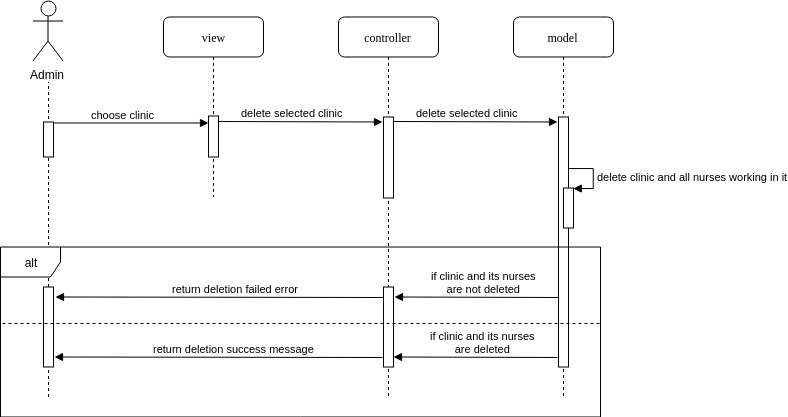 Admin
view
controller
model
choose clinic
delete selected clinic
delete selected clinic
delete clinic and all nurses working in it
alt
return deletion failed error
if clinic and its nurses
are not deleted
return deletion success message
if clinic and its nurses
are deleted